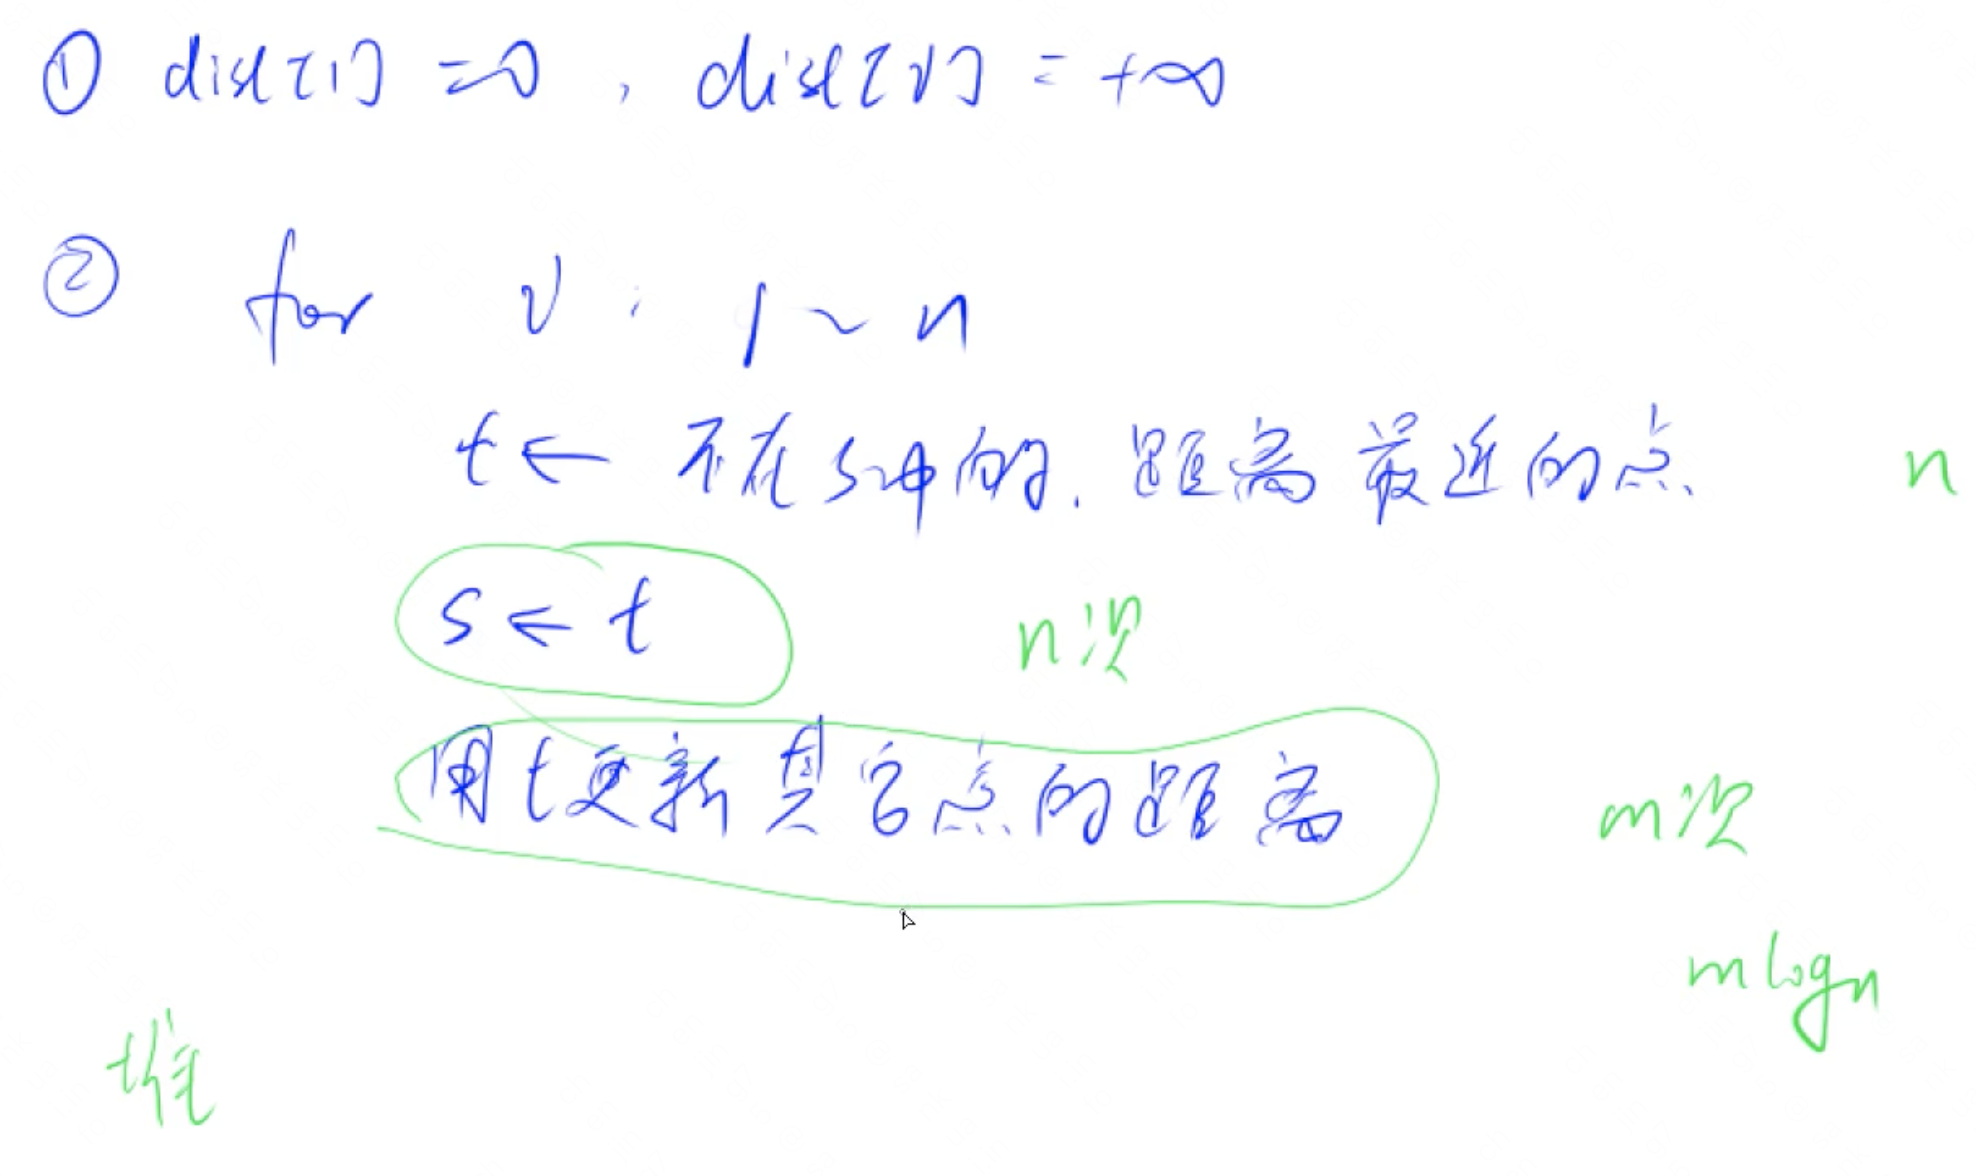 ① dist[1] = 0, dist[v] = +∞
② for v: 1 ~ n
t ← 不在s中的, 距离最近的点 n
s ← t n次
用t更新其它点的距离 m次
mlogn
堆